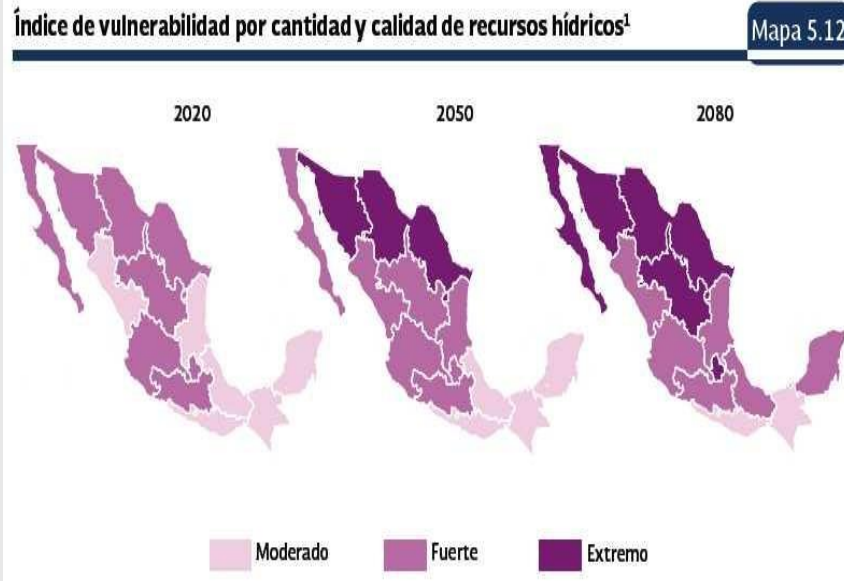 Índice de vulnerabilidad por cantidad y calidad de recursos hídricos¹
Mapa 5.12
2020
2050
2080
Moderado
Fuerte
Extremo